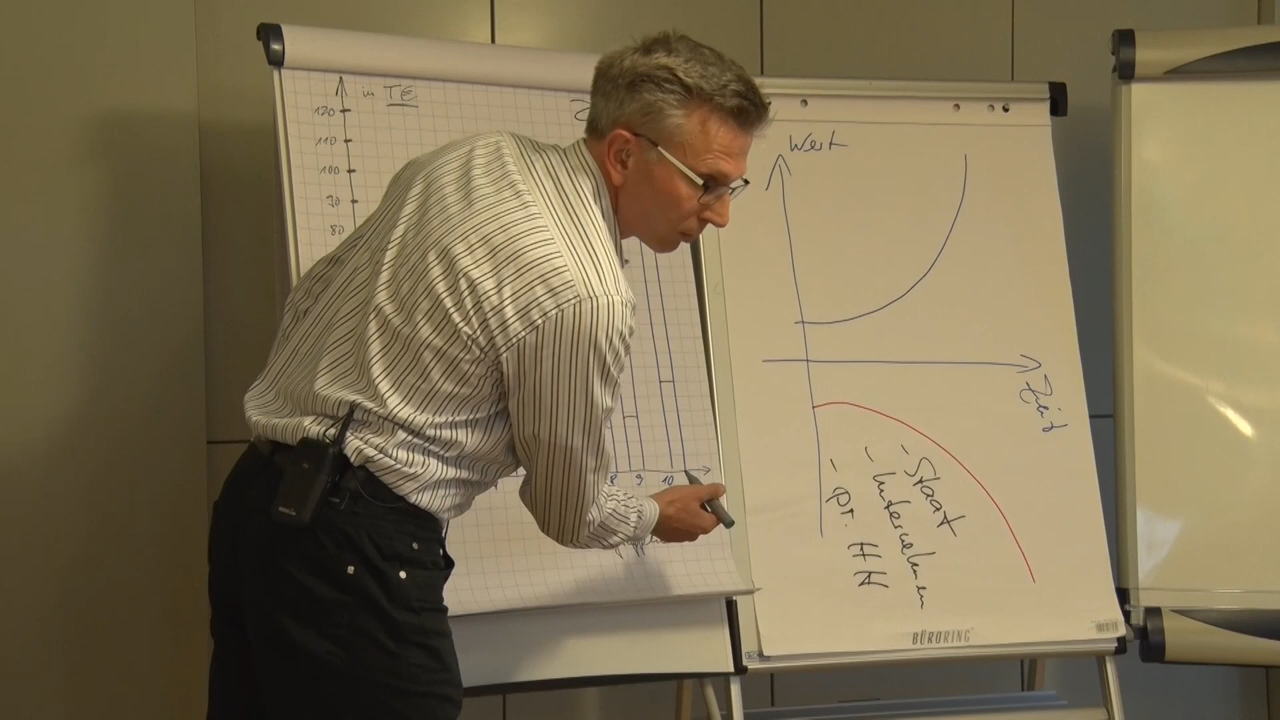 in TE
120
110
100
90
80
8 9 10
Wert
Zeit
- Staat
- Unternehmen
- pr. HH
BÜRORING